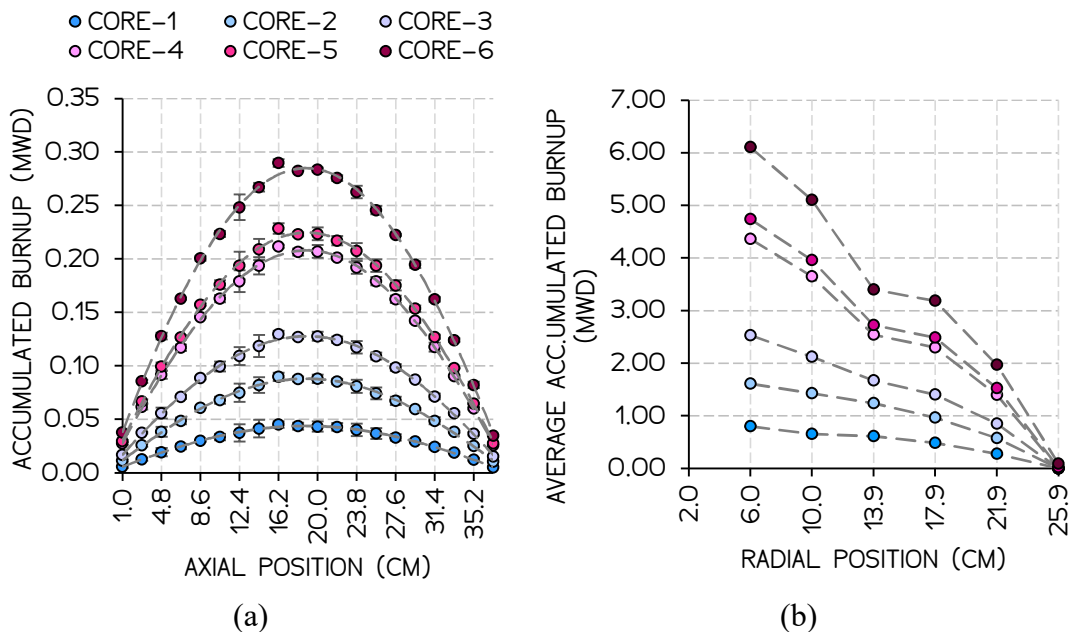 CORE-1 CORE-2 CORE-3
CORE-4 CORE-5 CORE-6
ACCUMULATED BURNUP (MWD)
0.35
0.30
0.25
0.20
0.15
0.10
0.05
0.00
1.0 4.8 8.6 12.4 16.2 20.0 23.8 27.6 31.4 35.2
AXIAL POSITION (CM)
(a)
AVERAGE ACCUMULATED BURNUP
(MWD)
7.00
6.00
5.00
4.00
3.00
2.00
1.00
0.00
2.0 6.0 10.0 13.9 17.9 21.9 25.9
RADIAL POSITION (CM)
(b)